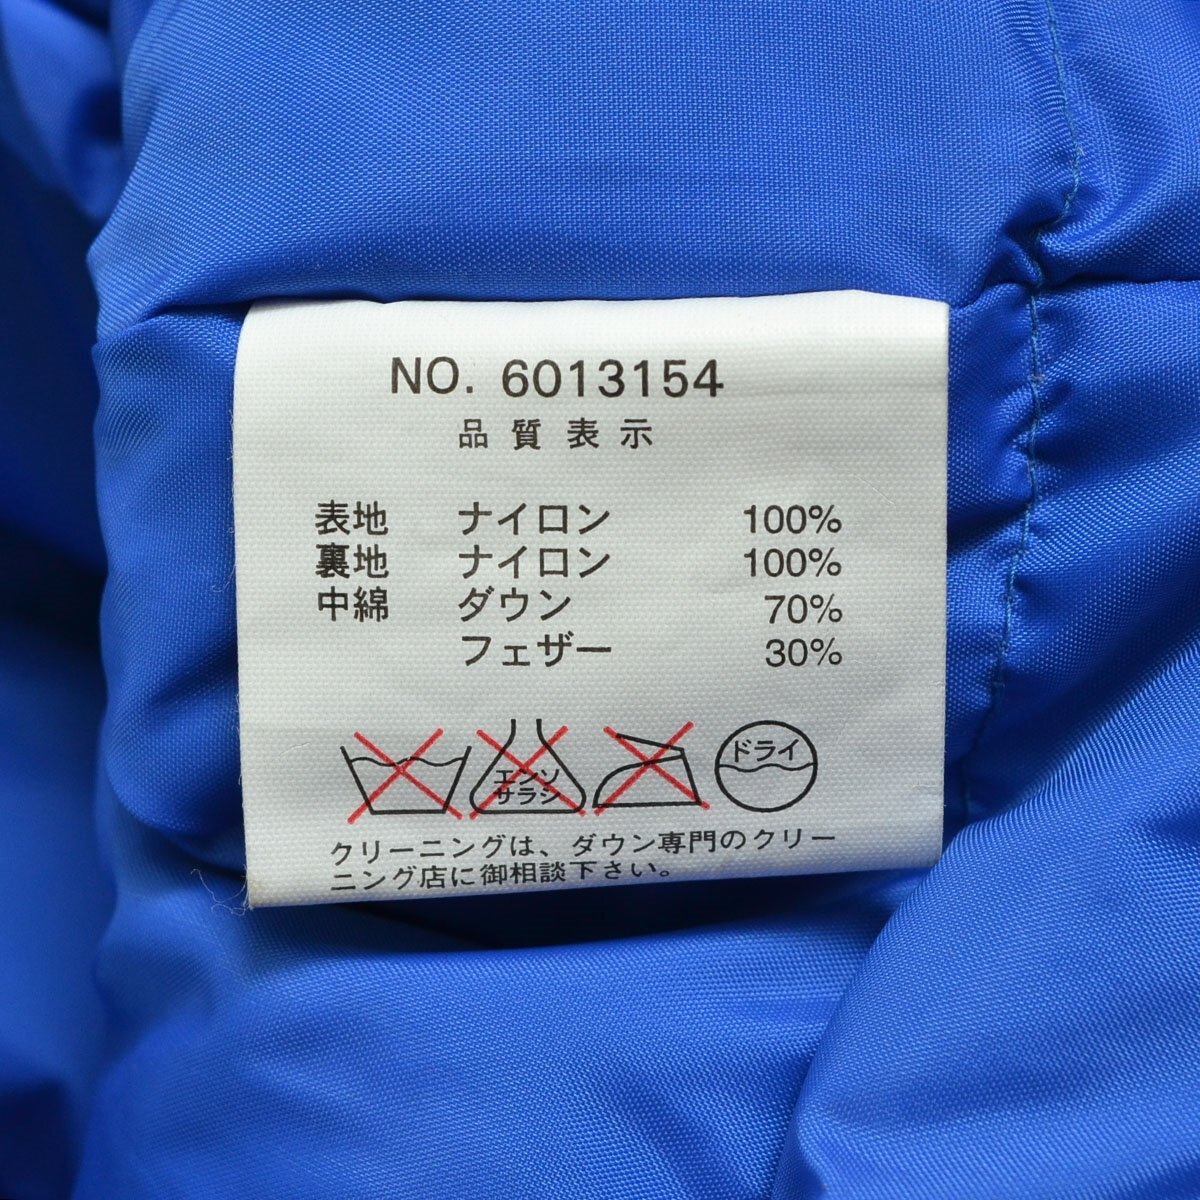 NO. 6013154
品質表示
表地 ナイロン 100%
裏地 ナイロン 100%
中綿 ダウン 70%
フェザー 30%
エンソ
サラシ
ドライ
クリーニングは、ダウン専門のクリー
ニング店に御相談下さい。